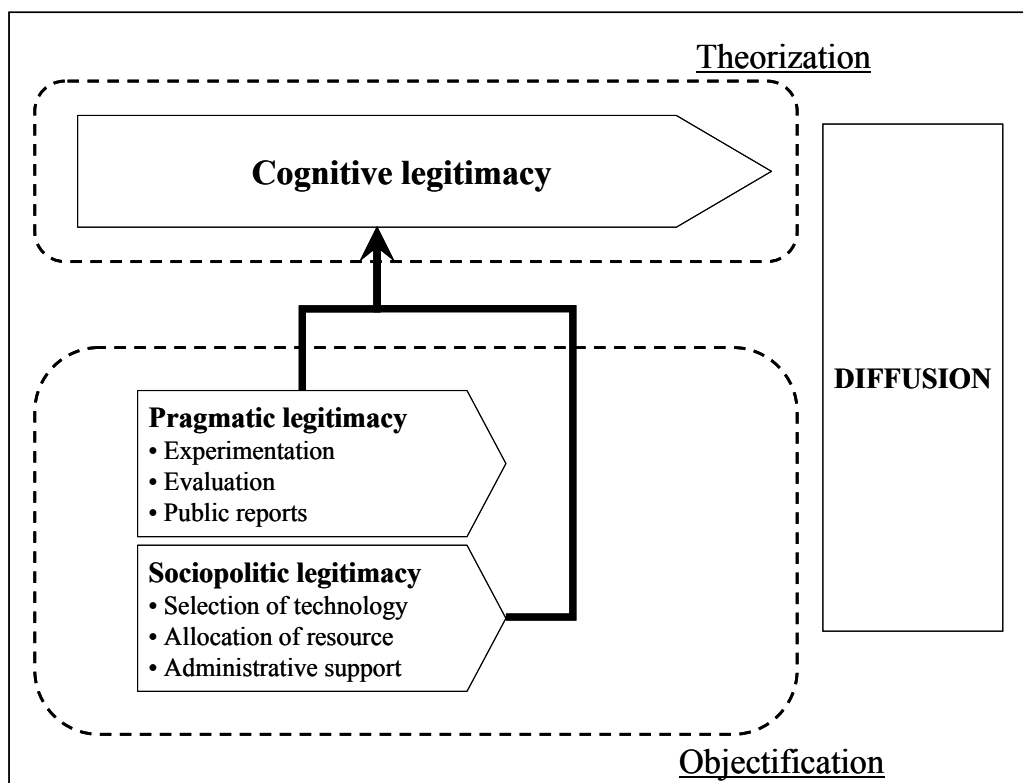 Theorization
Cognitive legitimacy
DIFFUSION
Pragmatic legitimacy
• Experimentation
• Evaluation
• Public reports
Sociopolitic legitimacy
• Selection of technology
• Allocation of resource
• Administrative support
Objectification